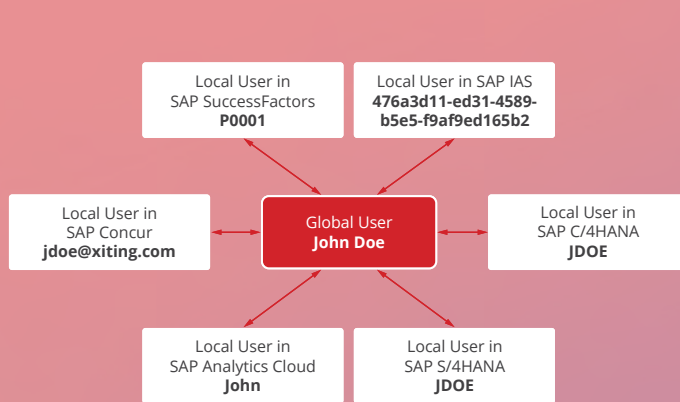 Local User in
SAP SuccessFactors
P0001
Local User in SAP IAS
476a3d11-ed31-4589-
b5e5-f9af9ed165b2
Local User in
SAP Concur
jdoe@xiting.com
Global User
John Doe
Local User in
SAP C/4HANA
JDOE
Local User in
SAP Analytics Cloud
John
Local User in
SAP S/4HANA
JDOE